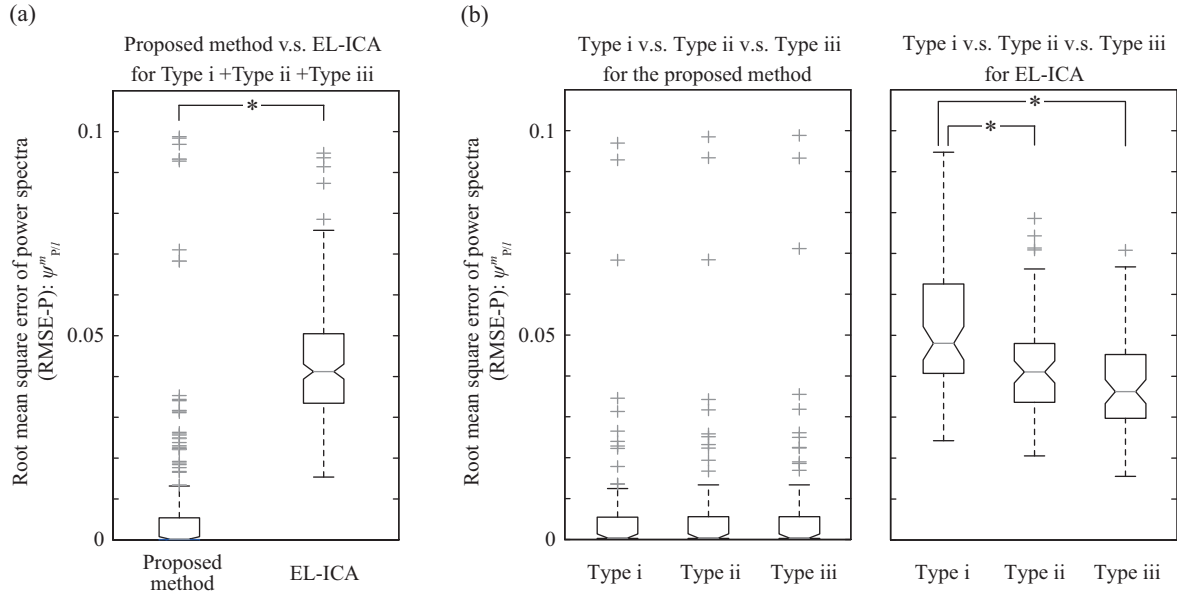 (a)
Proposed method v.s. EL-ICA
for Type i +Type ii +Type iii
Root mean square error of power spectra
(RMSE-P): ψᵐP/I
0.1
0.05
0
*
Proposed
method
EL-ICA
(b)
Type i v.s. Type ii v.s. Type iii
for the proposed method
Root mean square error of power spectra
(RMSE-P): ψᵐP/I
0.1
0.05
0
Type i
Type ii
Type iii
Type i v.s. Type ii v.s. Type iii
for EL-ICA
*
*
Type i
Type ii
Type iii